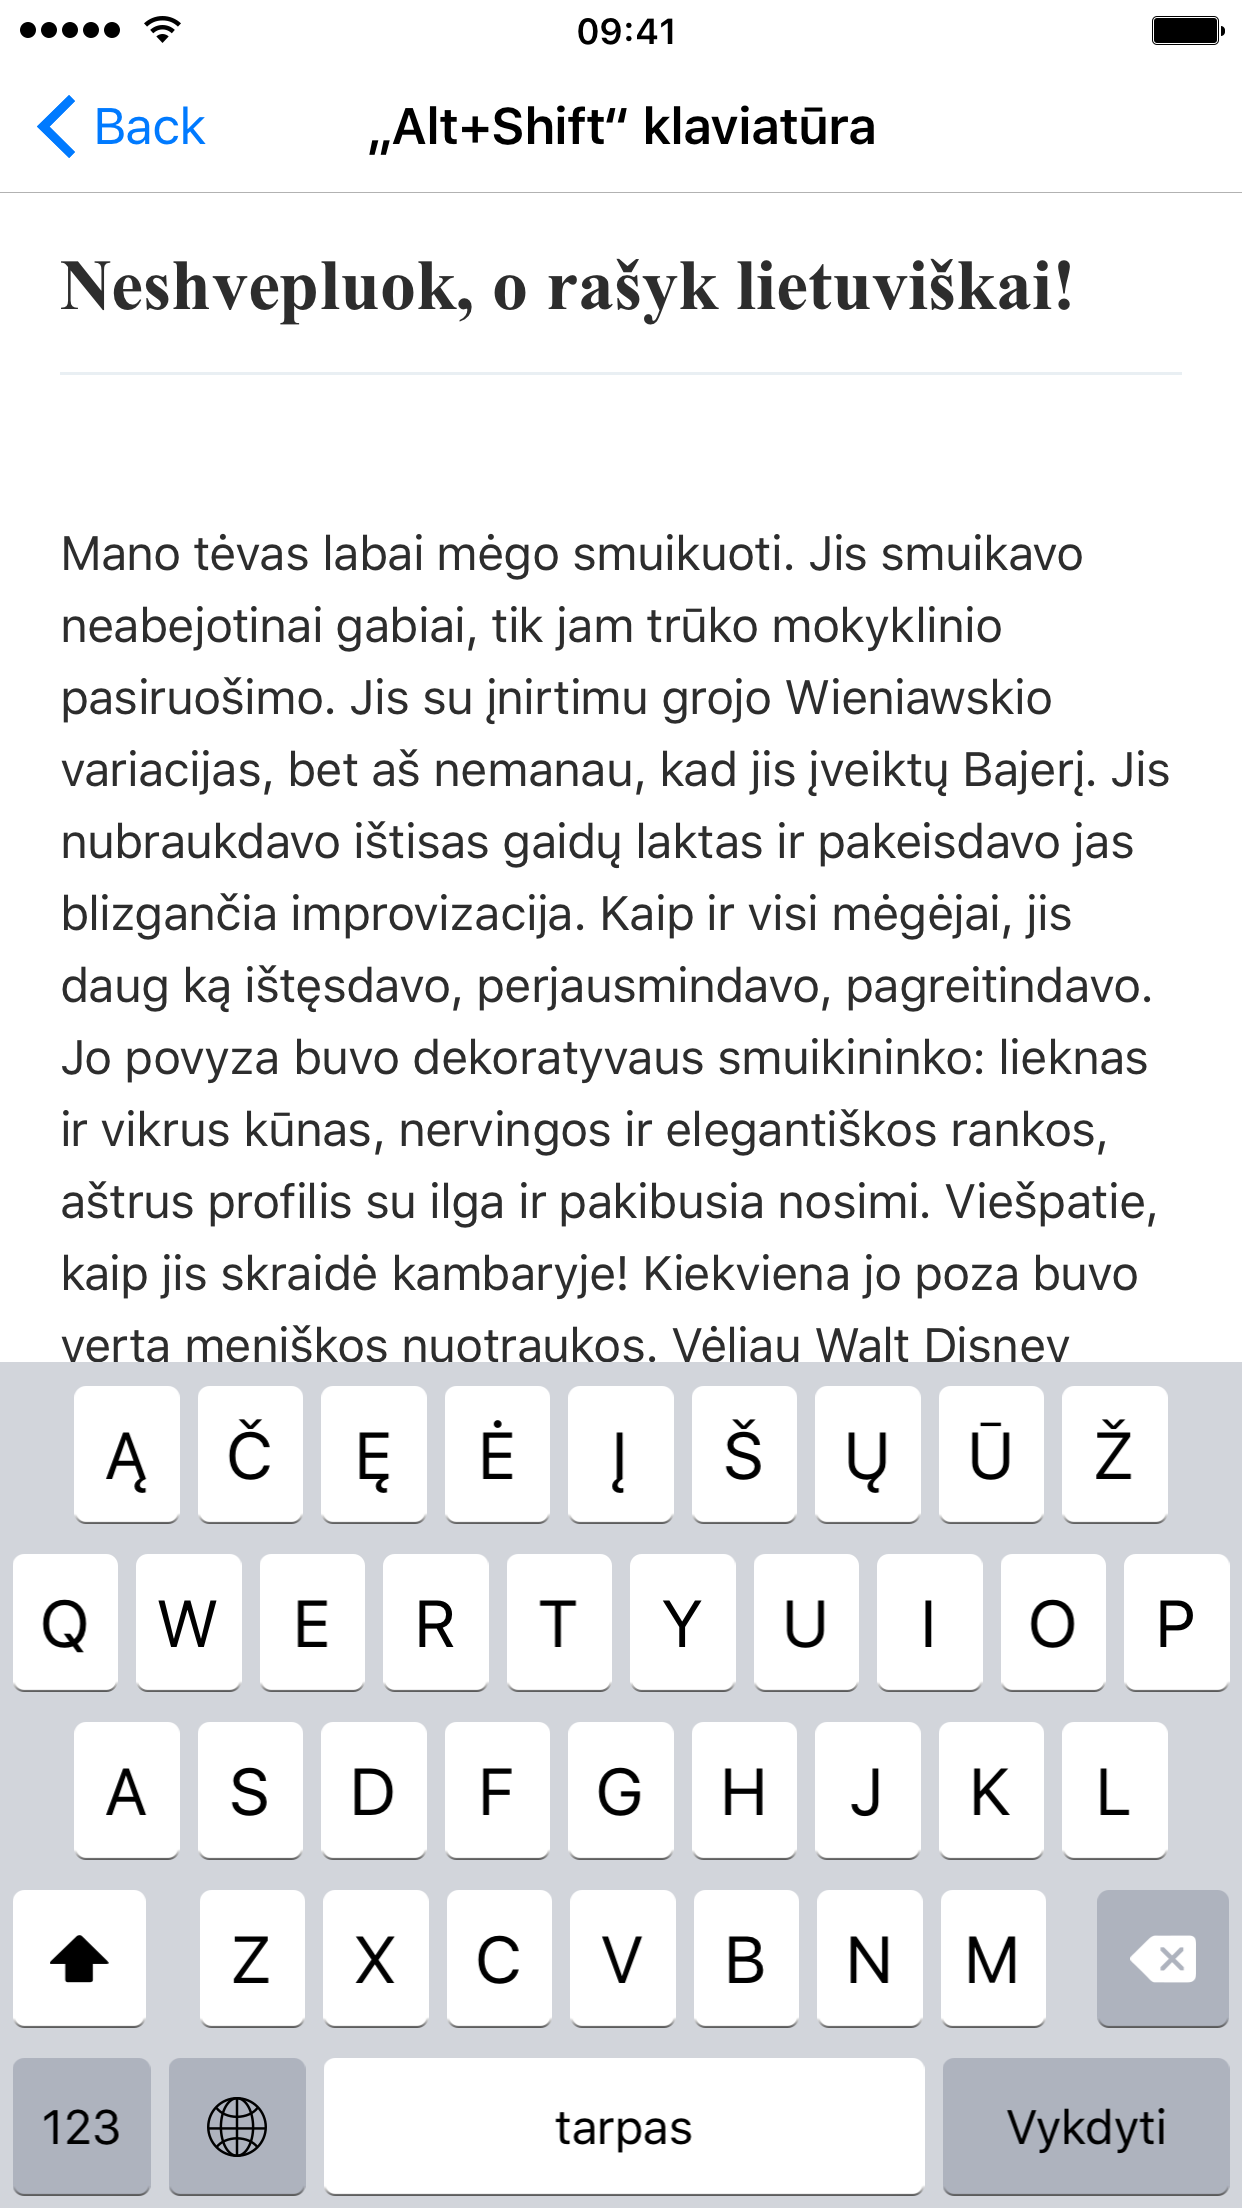 09:41
Back
„Alt+Shift“ klaviatūra
Neshvepluok, o rašyk lietuviškai!
Mano tėvas labai mėgo smuikuoti. Jis smuikavo
neabejotinai gabiai, tik jam trūko mokyklinio
pasiruošimo. Jis su įnirtimu grojo Wieniawskio
variacijas, bet aš nemanau, kad jis įveiktų Bajerį. Jis
nubraukdavo ištisas gaidų laktas ir pakeisdavo jas
blizgančia improvizacija. Kaip ir visi mėgėjai, jis
daug ką ištęsdavo, perjausmindavo, pagreitindavo.
Jo povyza buvo dekoratyvaus smuikininko: lieknas
ir vikrus kūnas, nervingos ir elegantiškos rankos,
aštrus profilis su ilga ir pakibusia nosimi. Viešpatie,
kaip jis skraidė kambaryje! Kiekviena jo poza buvo
verta meniškos nuotraukos. Vėliau Walt Disney
Ą Č Ę Ė Į Š Ų Ū Ž
Q W E R T Y U I O P
A S D F G H J K L
Z X C V B N M
123 tarpas Vykdyti